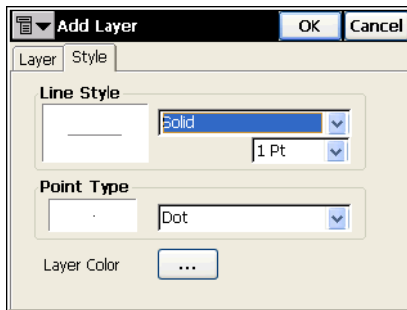 Add Layer OK Cancel
Layer Style
Line Style
Solid
1 Pt
Point Type
Dot
Layer Color ...